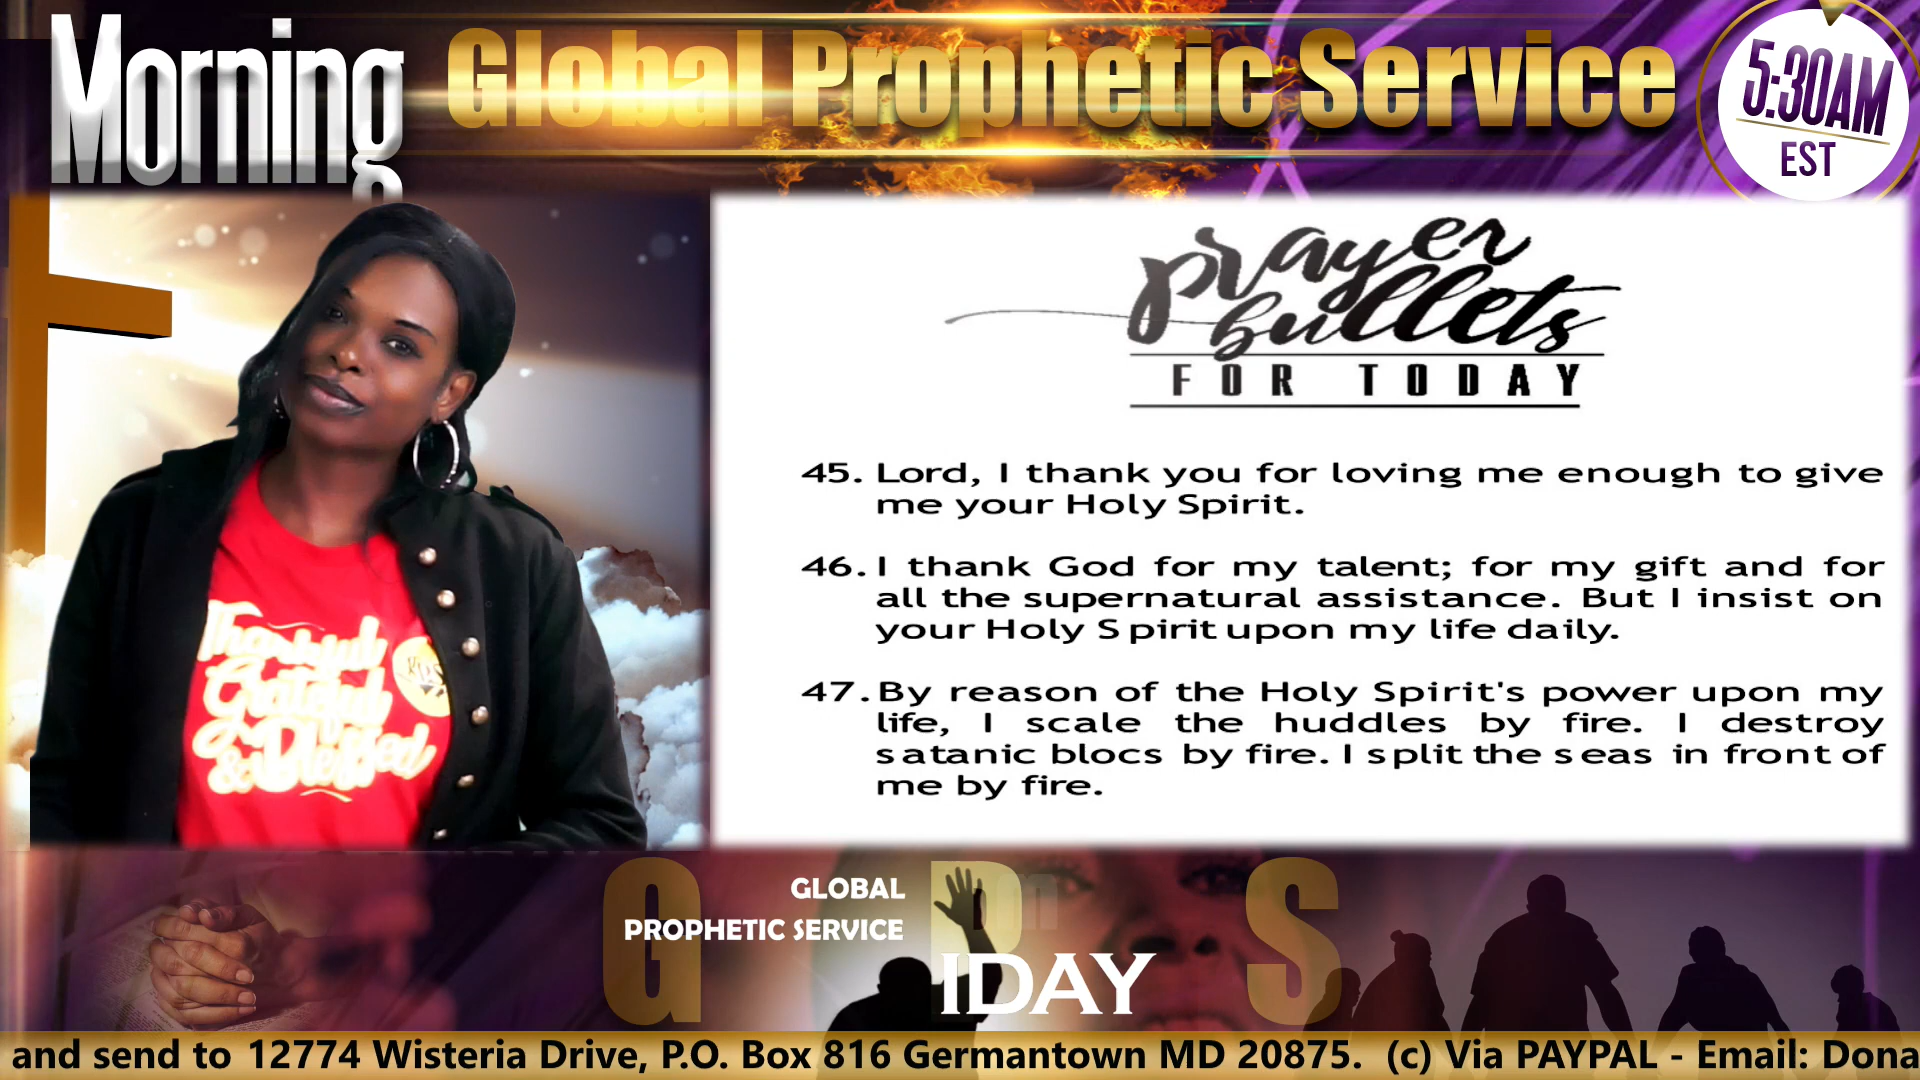 Morning
Global Prophetic Service
5:30AM
EST
prayer
bullets
FOR TODAY
45. Lord, I thank you for loving me enough to give
me your Holy Spirit.
46. I thank God for my talent; for my gift and for
all the supernatural assistance. But I insist on
your Holy Spirit upon my life daily.
47. By reason of the Holy Spirit's power upon my
life, I scale the huddles by fire. I destroy
satanic blocs by fire. I split the seas in front of
me by fire.
Thankful
Grateful
& Blessed
G P S
GLOBAL
PROPHETIC SERVICE
IDAY
and send to 12774 Wisteria Drive, P.O. Box 816 Germantown MD 20875. (c) Via PAYPAL - Email: Dona